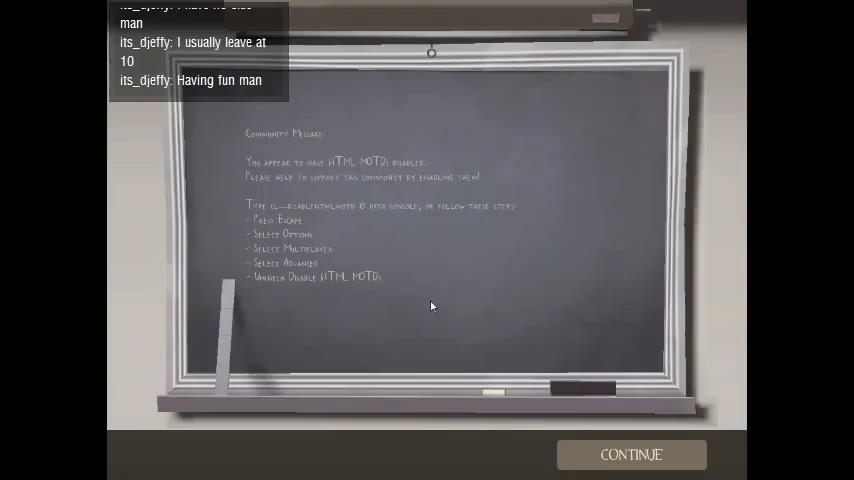 man
its_djeffy: I usually leave at
10
its_djeffy: Having fun man
Community Message:
You appear to have HTML MOTDs disabled.
Please help to support this community by enabling them!
Type cl_disablehtmlmotd 0 into console, or follow these steps:
- Press Escape
- Select Options
- Select Multiplayer
- Select Advanced
- Uncheck Disable HTML MOTDs
CONTINUE